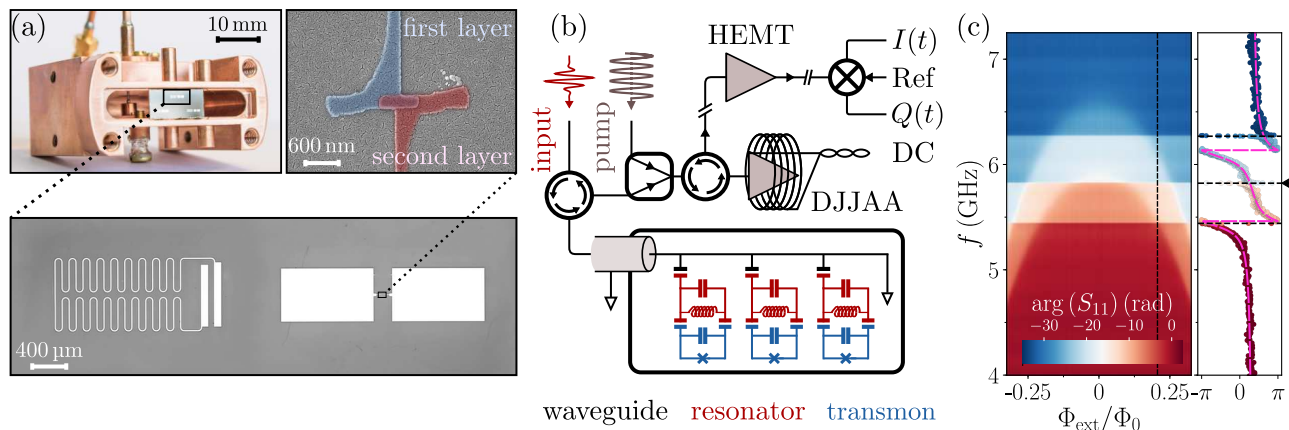 (a)
10 mm
first layer
600 nm
second layer
400 µm
(b)
input
pump
HEMT
I(t)
Ref
Q(t)
DC
DJJAA
waveguide resonator transmon
(c)
7
6
5
4
f (GHz)
arg (S₁₁) (rad)
-30 -20 -10 0
-0.25 0 0.25
Φ_ext/Φ₀
-π 0 π